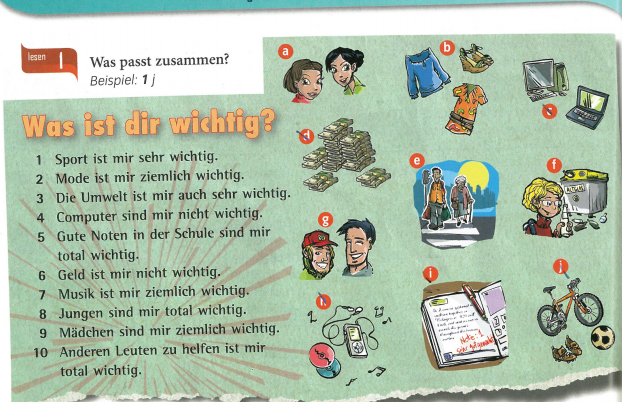 lesen 1
Was passt zusammen?
Beispiel: 1 j
Was ist dir wichtig?
1 Sport ist mir sehr wichtig.
2 Mode ist mir ziemlich wichtig.
3 Die Umwelt ist mir auch sehr wichtig.
4 Computer sind mir nicht wichtig.
5 Gute Noten in der Schule sind mir
total wichtig.
6 Geld ist mir nicht wichtig.
7 Musik ist mir ziemlich wichtig.
8 Jungen sind mir total wichtig.
9 Mädchen sind mir ziemlich wichtig.
10 Anderen Leuten zu helfen ist mir
total wichtig.
a
b
c
d
e
f
ALTGLAS
g
h
i
Note: 1
j